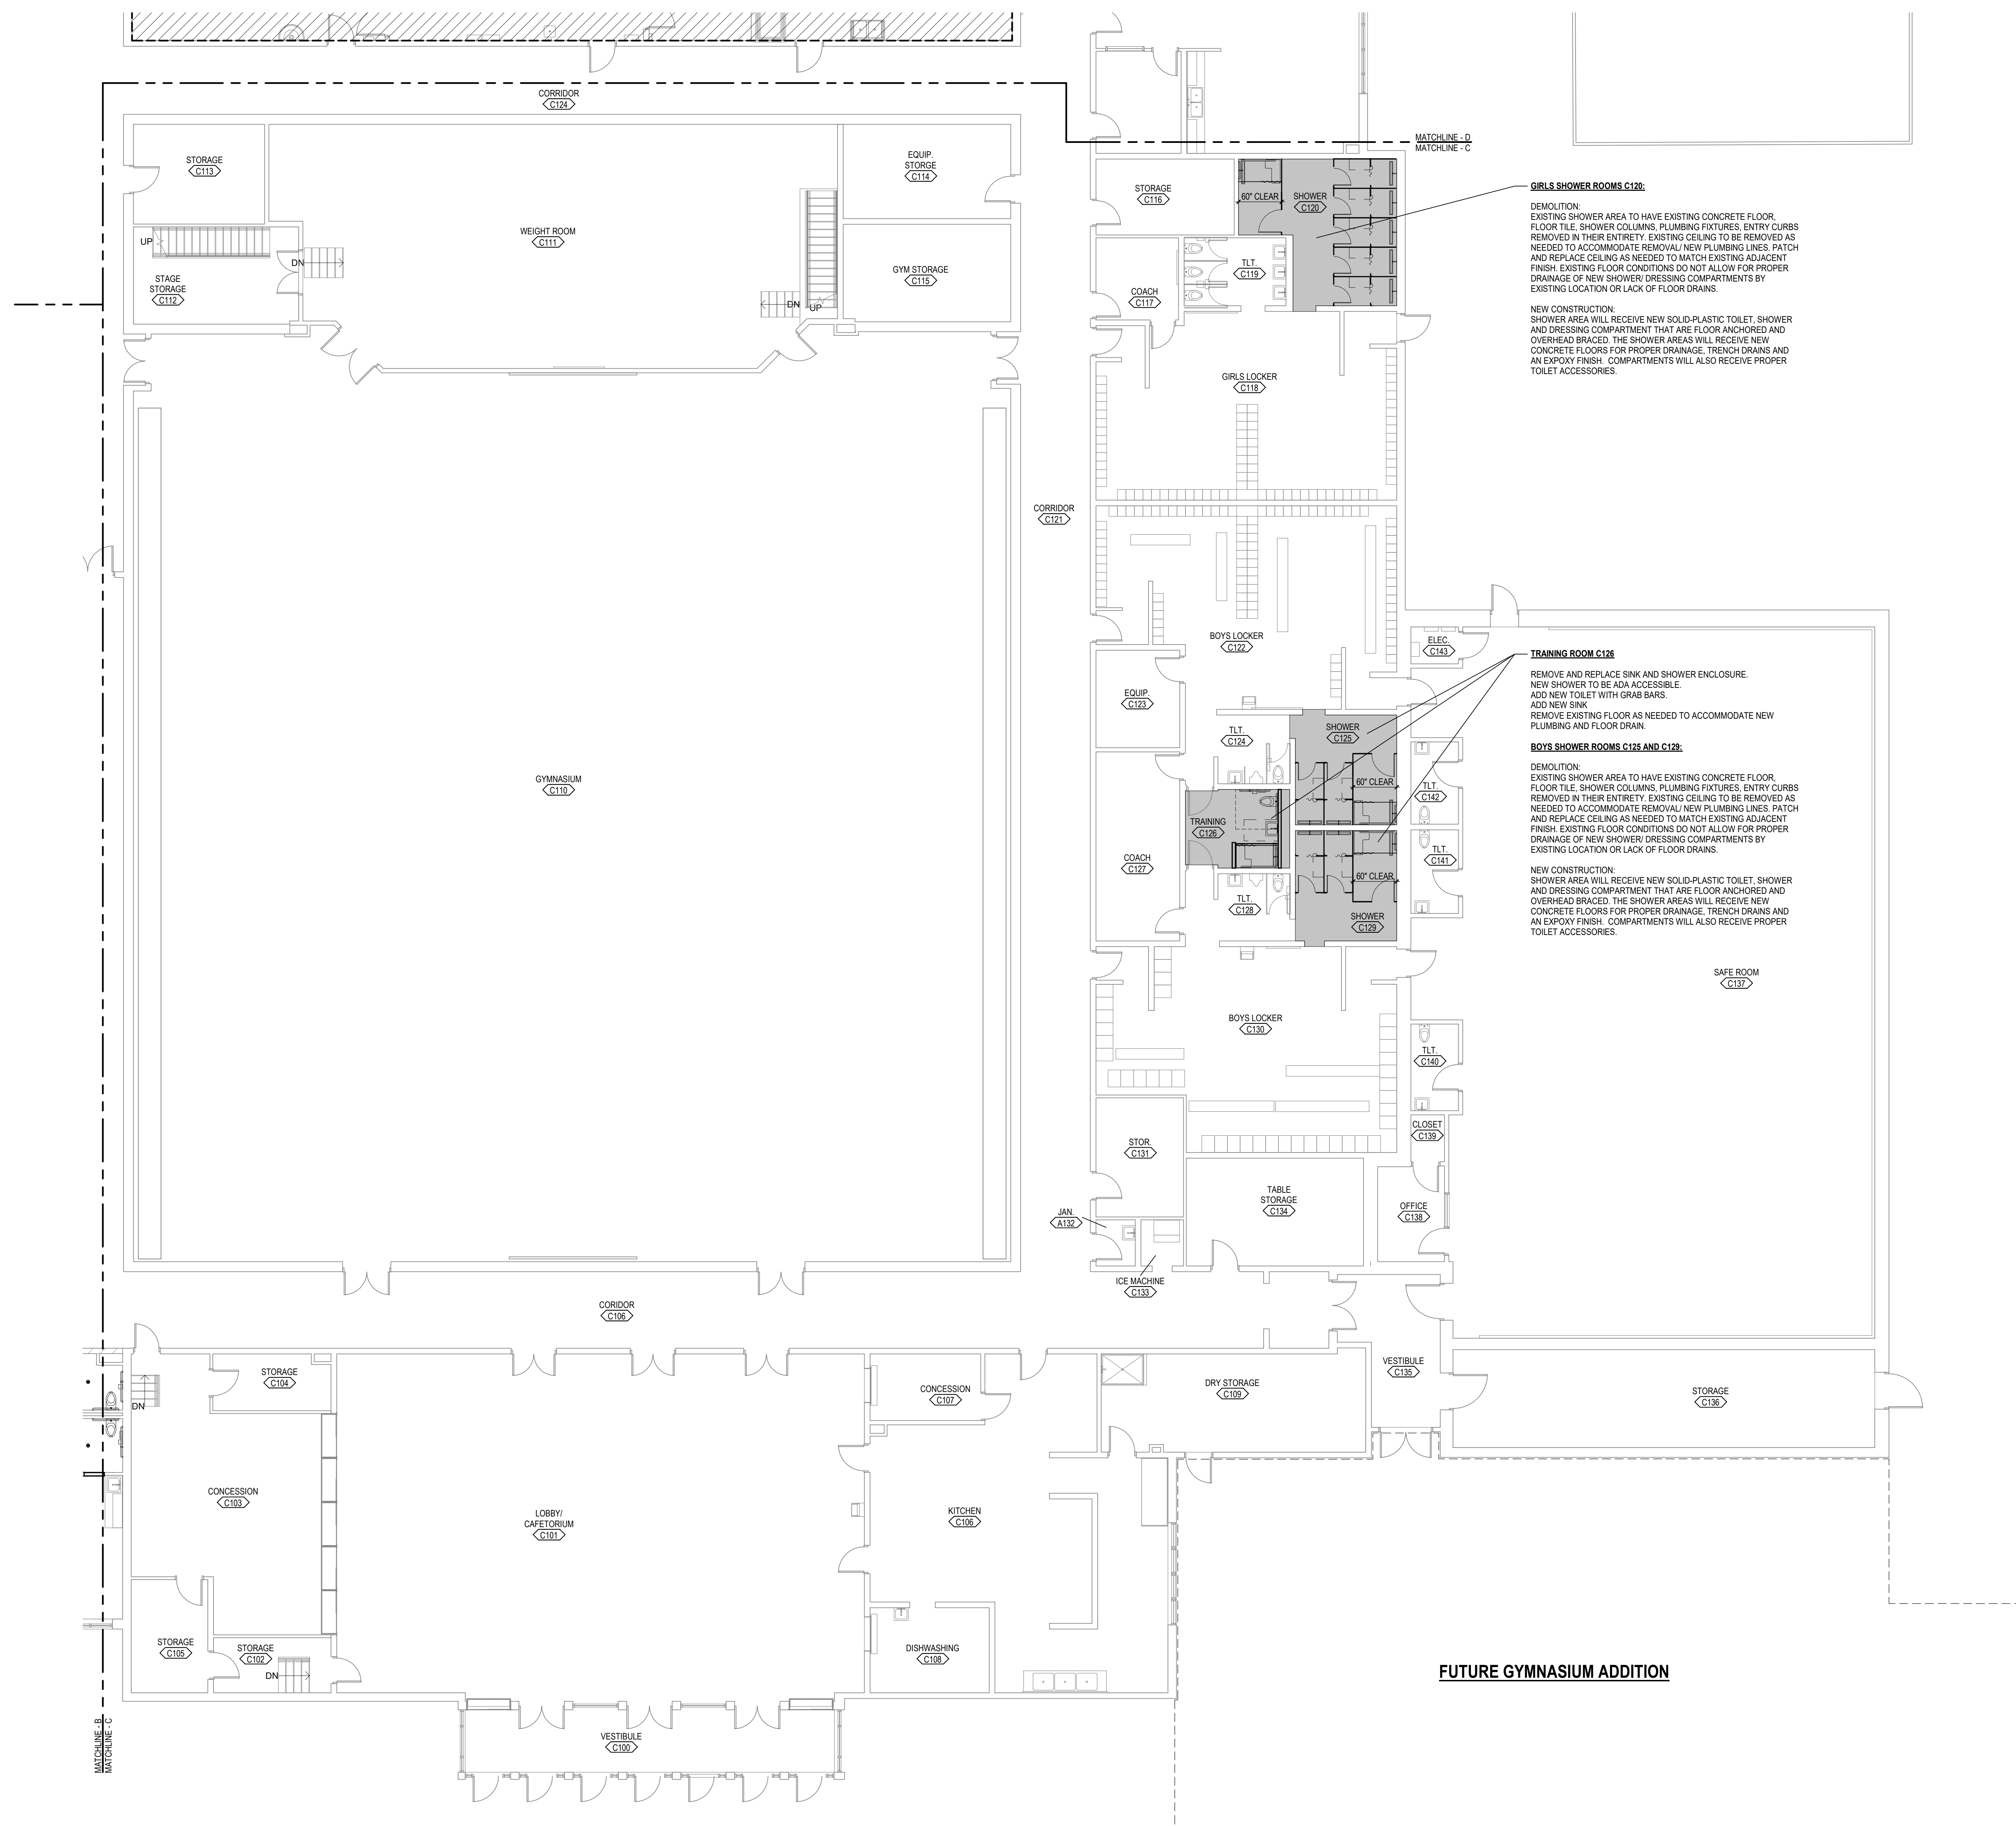 CORRIDOR
C124
MATCHLINE - D
MATCHLINE - C
STORAGE
C113
EQUIP.
STORGE
C114
STORAGE
C116
60" CLEAR
SHOWER
C120
GIRLS SHOWER ROOMS C120:
DEMOLITION:
EXISTING SHOWER AREA TO HAVE EXISTING CONCRETE FLOOR,
FLOOR TILE, SHOWER COLUMNS, PLUMBING FIXTURES, ENTRY CURBS
REMOVED IN THEIR ENTIRETY. EXISTING CEILING TO BE REMOVED AS
NEEDED TO ACCOMMODATE REMOVAL/ NEW PLUMBING LINES. PATCH
AND REPLACE CEILING AS NEEDED TO MATCH EXISTING ADJACENT
FINISH. EXISTING FLOOR CONDITIONS DO NOT ALLOW FOR PROPER
DRAINAGE OF NEW SHOWER/ DRESSING COMPARTMENTS BY
EXISTING LOCATION OR LACK OF FLOOR DRAINS.
NEW CONSTRUCTION:
SHOWER AREA WILL RECEIVE NEW SOLID-PLASTIC TOILET, SHOWER
AND DRESSING COMPARTMENT THAT ARE FLOOR ANCHORED AND
OVERHEAD BRACED. THE SHOWER AREAS WILL RECEIVE NEW
CONCRETE FLOORS FOR PROPER DRAINAGE, TRENCH DRAINS AND
AN EXPOXY FINISH.  COMPARTMENTS WILL ALSO RECEIVE PROPER
TOILET ACCESSORIES.
WEIGHT ROOM
C111
UP
DN
STAGE
STORAGE
C112
GYM STORAGE
C115
DN
UP
TLT.
C119
COACH
C117
GIRLS LOCKER
C118
CORRIDOR
C121
BOYS LOCKER
C122
ELEC.
C143
TRAINING ROOM C126
REMOVE AND REPLACE SINK AND SHOWER ENCLOSURE.
NEW SHOWER TO BE ADA ACCESSIBLE.
ADD NEW TOILET WITH GRAB BARS.
ADD NEW SINK
REMOVE EXISTING FLOOR AS NEEDED TO ACCOMMODATE NEW
PLUMBING AND FLOOR DRAIN.
BOYS SHOWER ROOMS C125 AND C129:
DEMOLITION:
EXISTING SHOWER AREA TO HAVE EXISTING CONCRETE FLOOR,
FLOOR TILE, SHOWER COLUMNS, PLUMBING FIXTURES, ENTRY CURBS
REMOVED IN THEIR ENTIRETY. EXISTING CEILING TO BE REMOVED AS
NEEDED TO ACCOMMODATE REMOVAL/ NEW PLUMBING LINES. PATCH
AND REPLACE CEILING AS NEEDED TO MATCH EXISTING ADJACENT
FINISH. EXISTING FLOOR CONDITIONS DO NOT ALLOW FOR PROPER
DRAINAGE OF NEW SHOWER/ DRESSING COMPARTMENTS BY
EXISTING LOCATION OR LACK OF FLOOR DRAINS.
NEW CONSTRUCTION:
SHOWER AREA WILL RECEIVE NEW SOLID-PLASTIC TOILET, SHOWER
AND DRESSING COMPARTMENT THAT ARE FLOOR ANCHORED AND
OVERHEAD BRACED. THE SHOWER AREAS WILL RECEIVE NEW
CONCRETE FLOORS FOR PROPER DRAINAGE, TRENCH DRAINS AND
AN EXPOXY FINISH.  COMPARTMENTS WILL ALSO RECEIVE PROPER
TOILET ACCESSORIES.
EQUIP.
C123
TLT.
C124
SHOWER
C125
GYMNASIUM
C110
60" CLEAR
TLT.
C142
TRAINING
C126
COACH
C127
TLT.
C141
60" CLEAR
TLT.
C128
SHOWER
C129
SAFE ROOM
C137
BOYS LOCKER
C130
TLT.
C140
CLOSET
C139
STOR.
C131
TABLE
STORAGE
C134
JAN.
A132
OFFICE
C138
ICE MACHINE
C133
CORIDOR
C106
STORAGE
C104
DN
CONCESSION
C107
DRY STORAGE
C109
VESTIBULE
C135
STORAGE
C136
CONCESSION
C103
LOBBY/
CAFETORIUM
C101
KITCHEN
C106
STORAGE
C105
STORAGE
C102
DN
DISHWASHING
C108
FUTURE GYMNASIUM ADDITION
VESTIBULE
C100
MATCHLINE - B
MATCHLINE - C